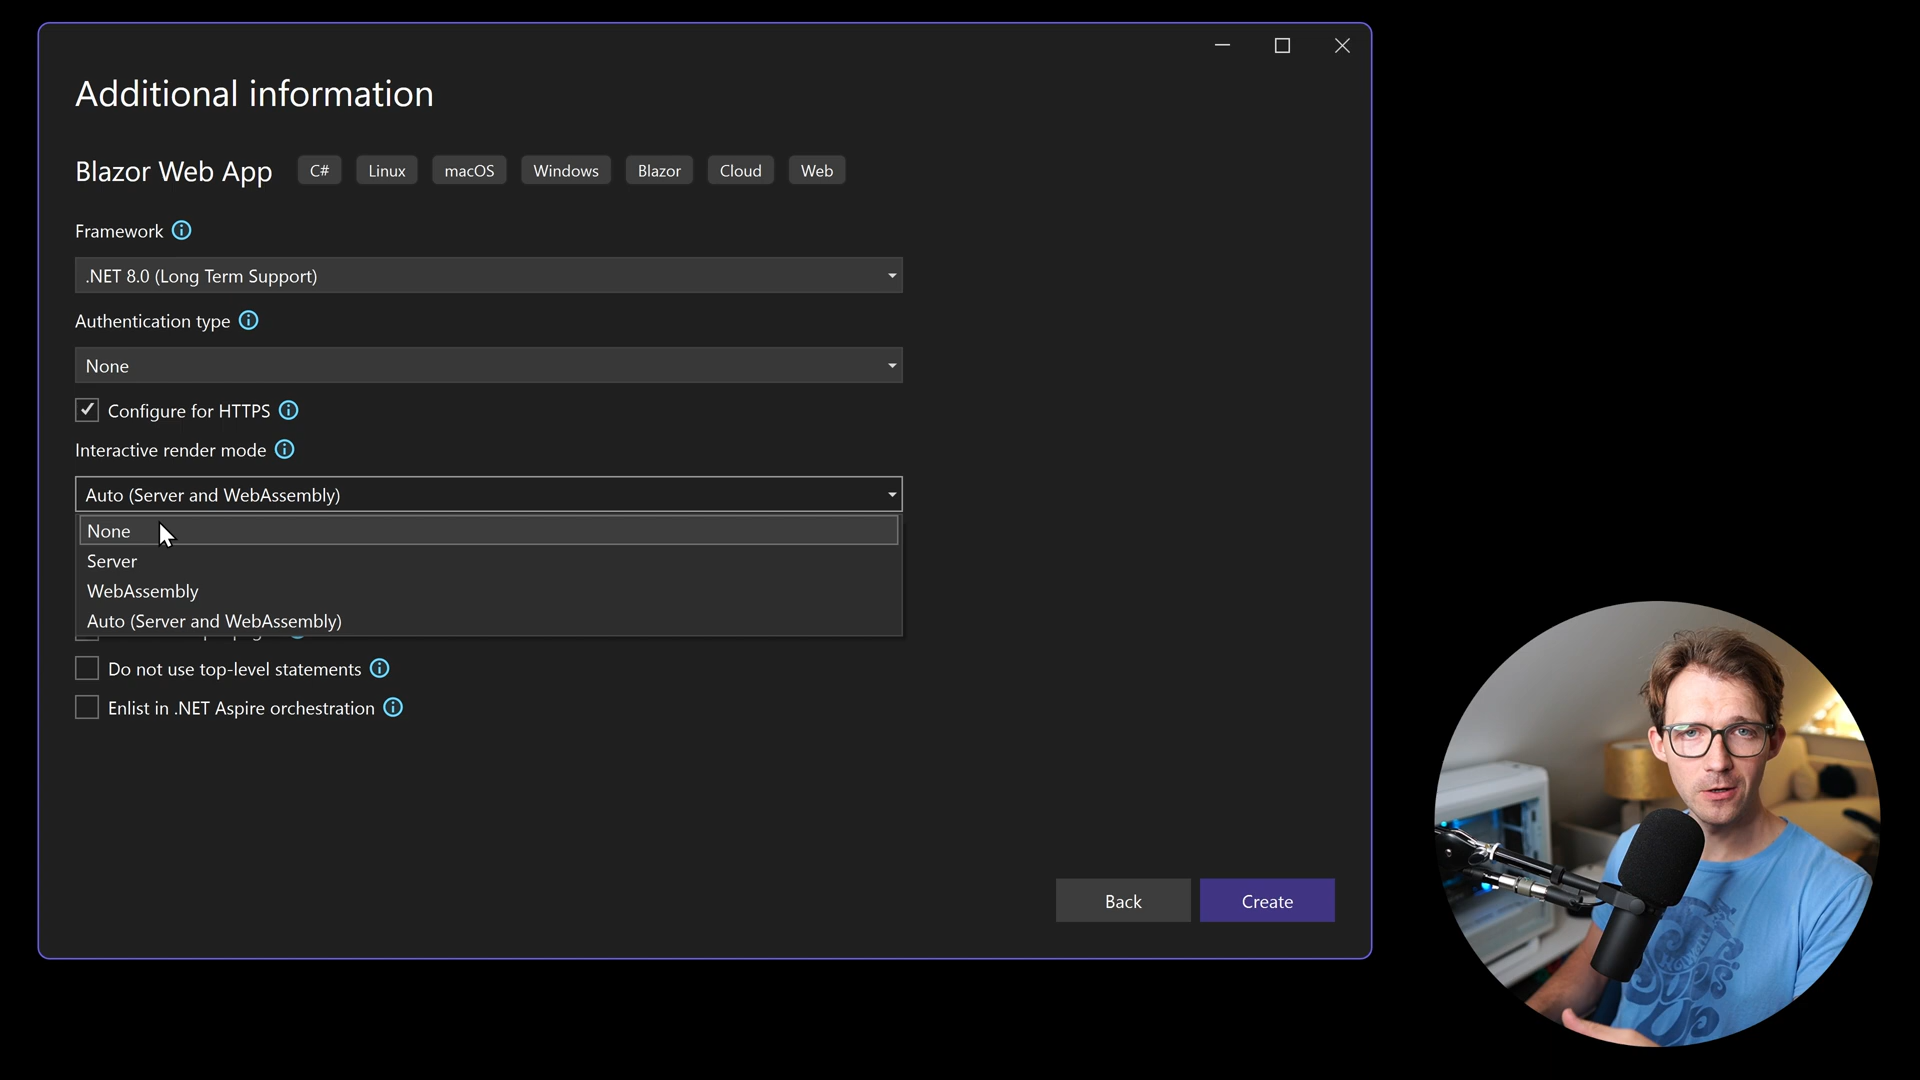 Additional information
Blazor Web App C# Linux macOS Windows Blazor Cloud Web
Framework
.NET 8.0 (Long Term Support)
Authentication type
None
Configure for HTTPS
Interactive render mode
Auto (Server and WebAssembly)
None
Server
WebAssembly
Auto (Server and WebAssembly)
Do not use top-level statements
Enlist in .NET Aspire orchestration
Back Create